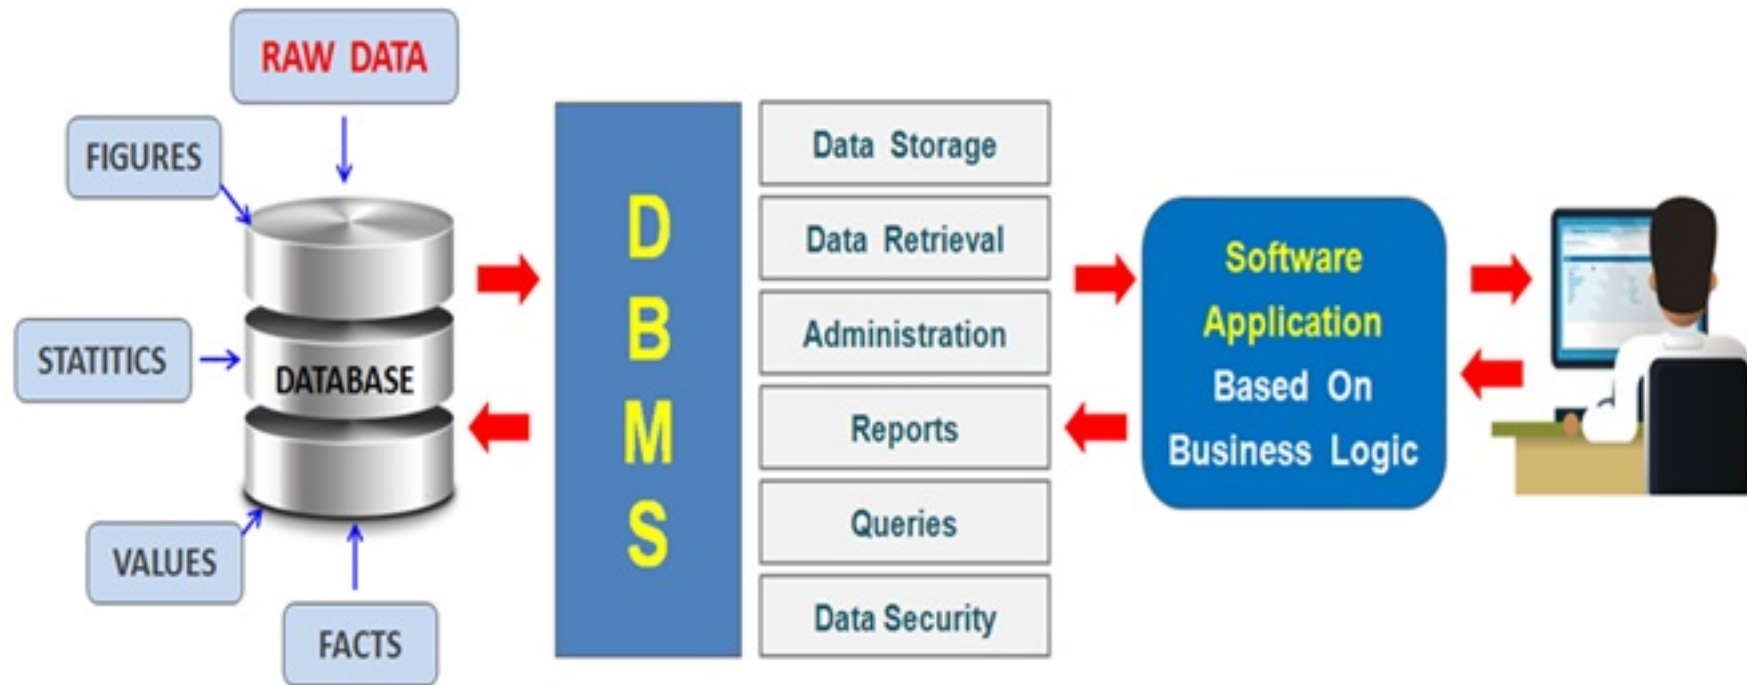 RAW DATA
FIGURES
STATITICS
DATABASE
VALUES
FACTS
D
B
M
S
Data Storage
Data Retrieval
Administration
Reports
Queries
Data Security
Software
Application
Based On
Business Logic